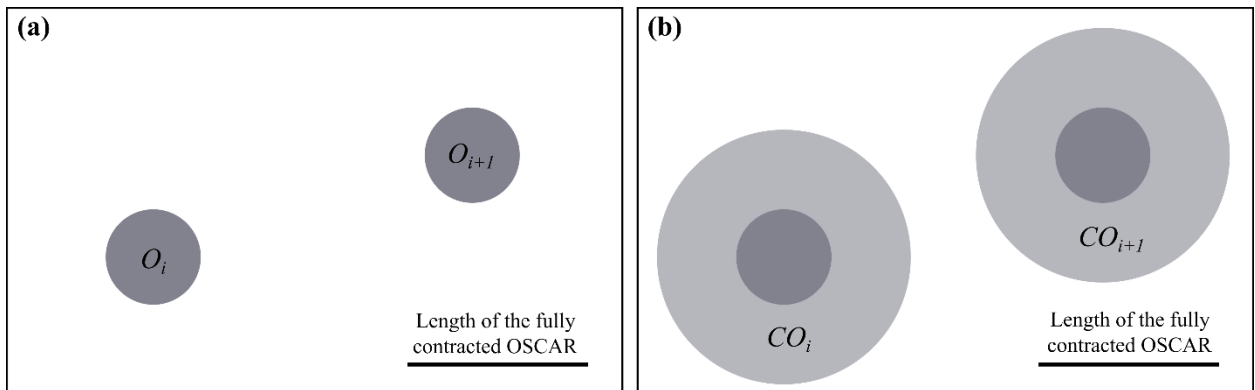 (a)
O_{i+1}
O_i
Length of the fully
contracted OSCAR
(b)
CO_{i+1}
CO_i
Length of the fully
contracted OSCAR